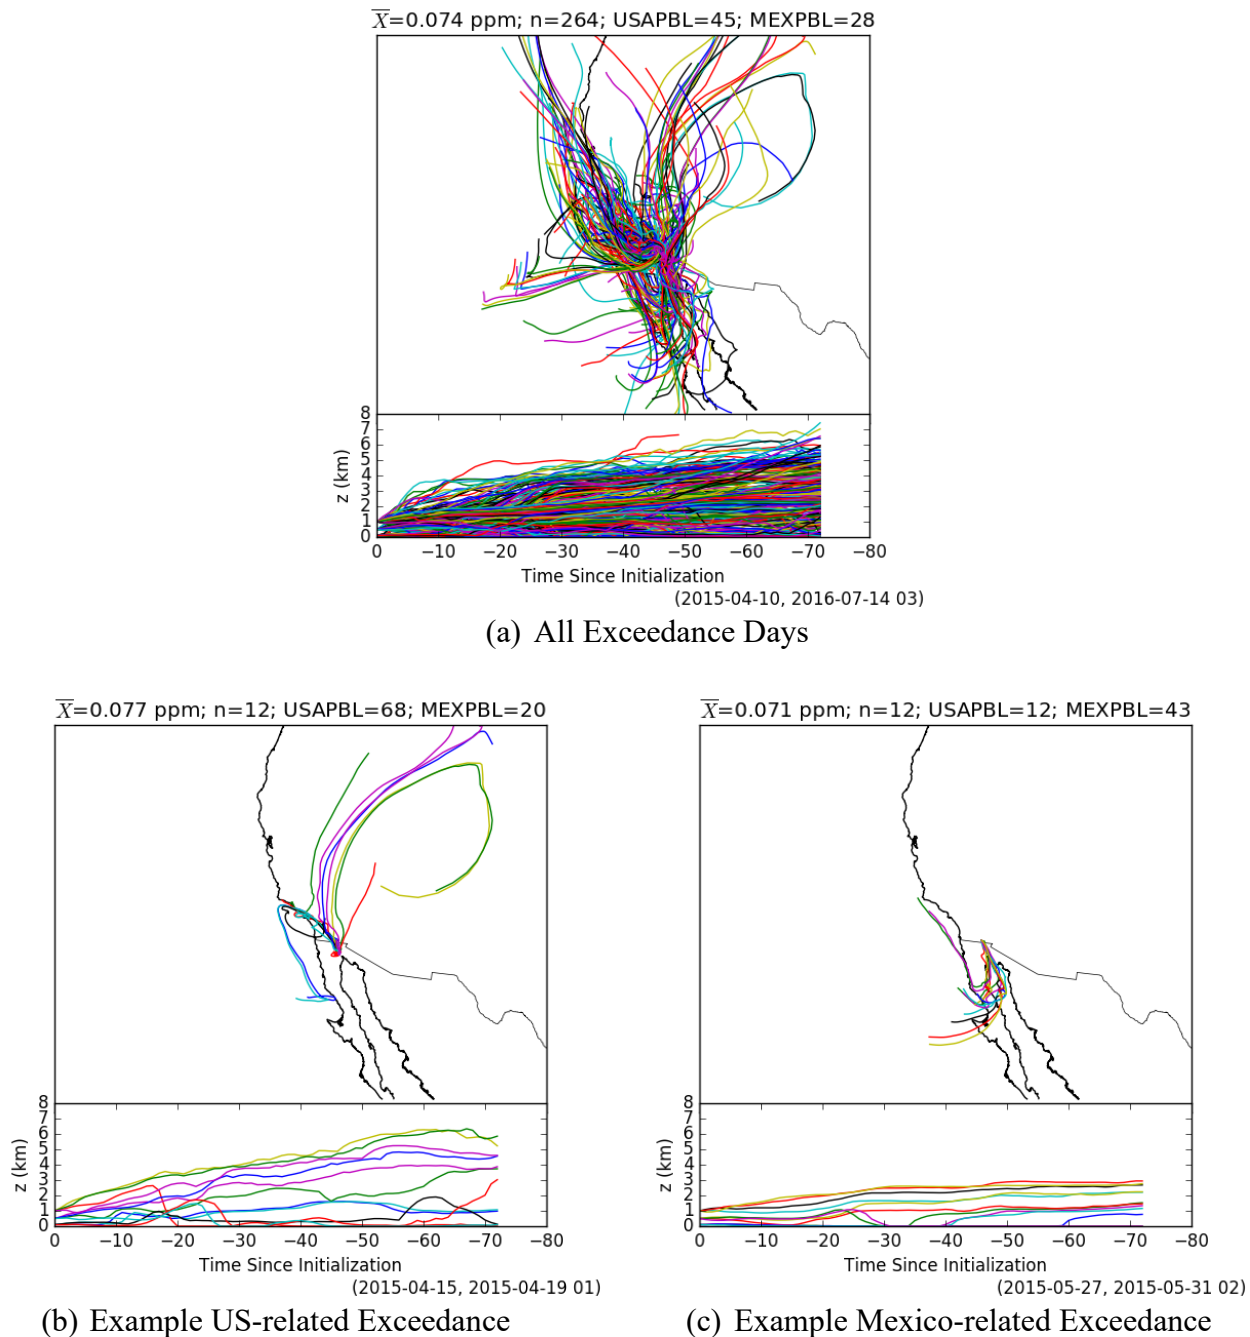 X̅=0.074 ppm; n=264; USAPBL=45; MEXPBL=28
8
7
6
5
4
3
2
1
0
z (km)
0 −10 −20 −30 −40 −50 −60 −70 −80
Time Since Initialization
(2015-04-10, 2016-07-14 03)
(a) All Exceedance Days
X̅=0.077 ppm; n=12; USAPBL=68; MEXPBL=20
8
7
6
5
4
3
2
1
0
z (km)
0 −10 −20 −30 −40 −50 −60 −70 −80
Time Since Initialization
(2015-04-15, 2015-04-19 01)
(b) Example US-related Exceedance
X̅=0.071 ppm; n=12; USAPBL=12; MEXPBL=43
8
7
6
5
4
3
2
1
0
z (km)
0 −10 −20 −30 −40 −50 −60 −70 −80
Time Since Initialization
(2015-05-27, 2015-05-31 02)
(c) Example Mexico-related Exceedance